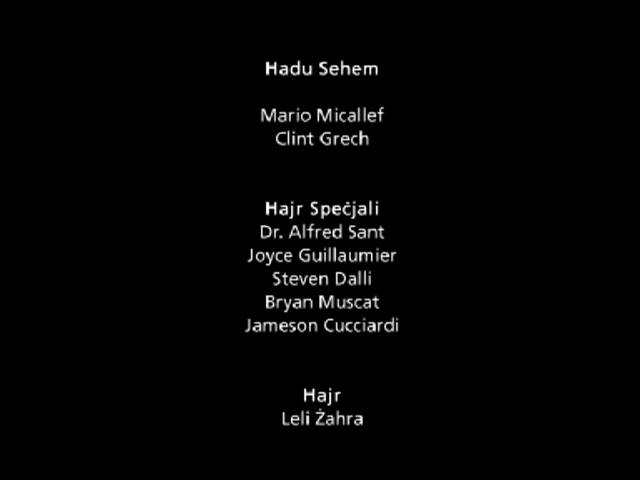 Hadu Sehem
Mario Micallef
Clint Grech
Hajr Speċjali
Dr. Alfred Sant
Joyce Guillaumier
Steven Dalli
Bryan Muscat
Jameson Cucciardi
Hajr
Leli Żahra